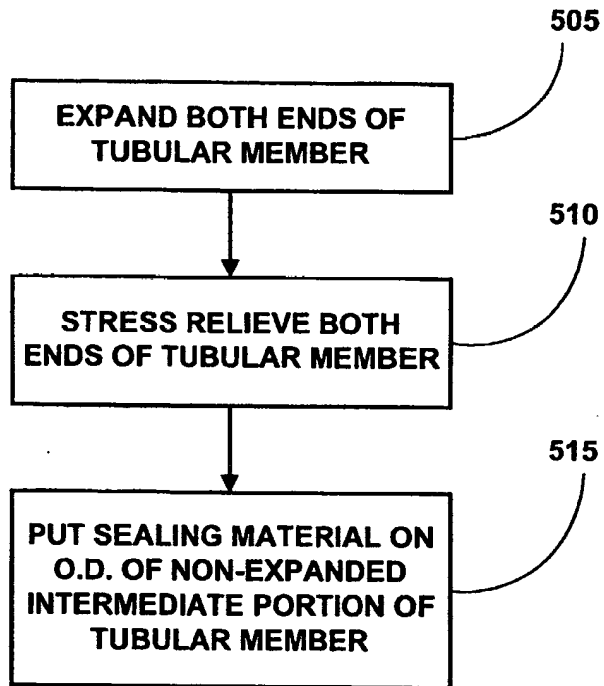 505
EXPAND BOTH ENDS OF
TUBULAR MEMBER
510
STRESS RELIEVE BOTH
ENDS OF TUBULAR MEMBER
515
PUT SEALING MATERIAL ON
O.D. OF NON-EXPANDED
INTERMEDIATE PORTION OF
TUBULAR MEMBER